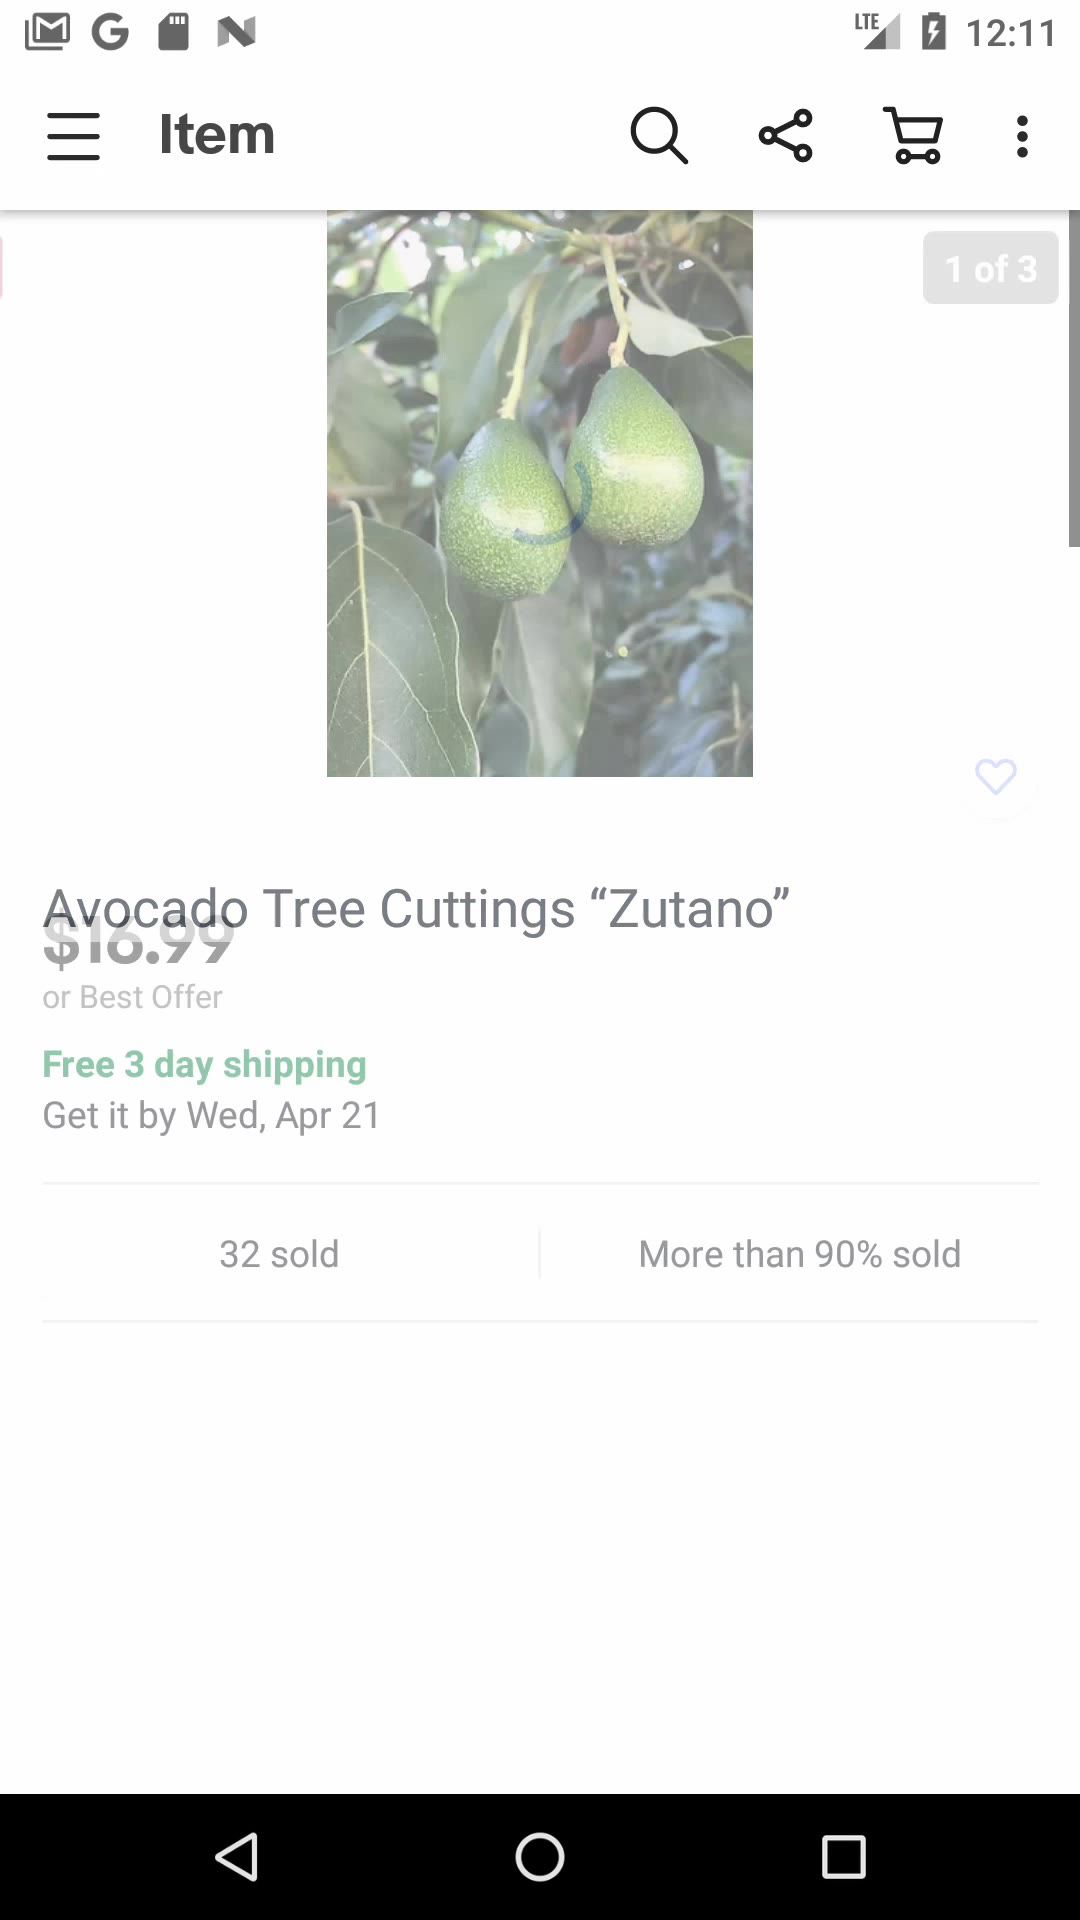 LTE 12:11
Item
1 of 3
Avocado Tree Cuttings “Zutano”
$16.99
or Best Offer
Free 3 day shipping
Get it by Wed, Apr 21
32 sold
More than 90% sold